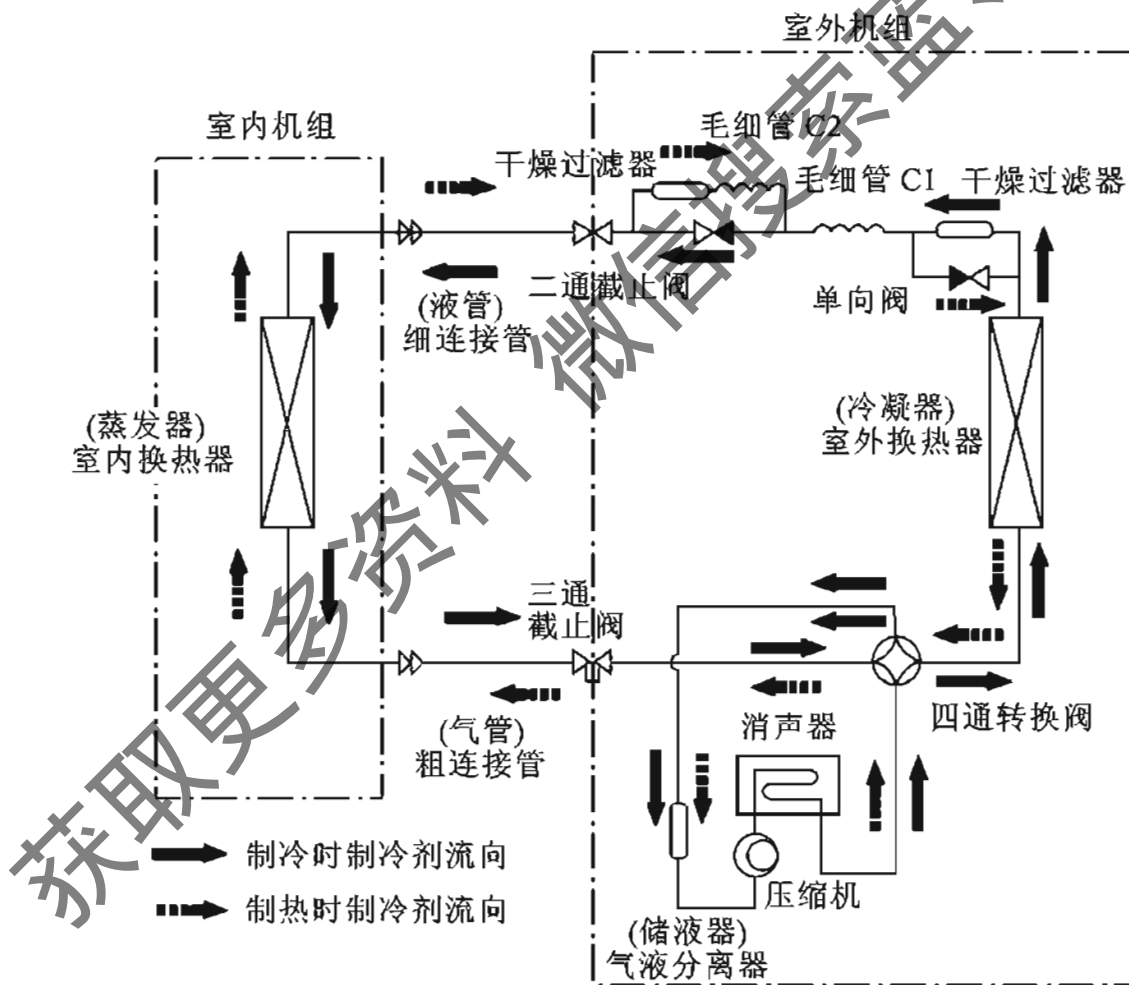 室外机组
室内机组
毛细管 C2
干燥过滤器
毛细管 C1
干燥过滤器
二通截止阀
(液管)
细连接管
单向阀
(蒸发器)
室内换热器
(冷凝器)
室外换热器
三通
截止阀
(气管)
粗连接管
消声器
四通转换阀
制冷时制冷剂流向
压缩机
制热时制冷剂流向
(储液器)
气液分离器
获取更多资料 微信搜索蓝